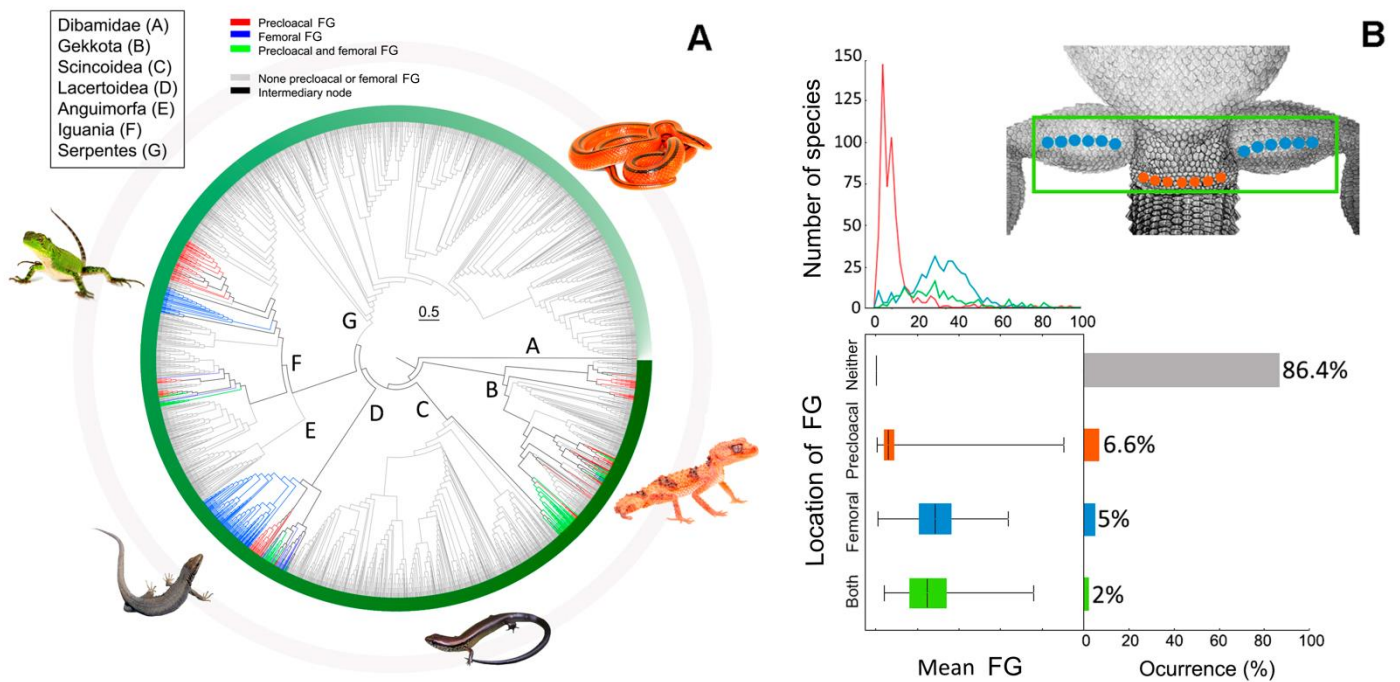 Dibamidae (A)
Gekkota (B)
Scincoidea (C)
Lacertoidea (D)
Anguimorfa (E)
Iguania (F)
Serpentes (G)
Precloacal FG
Femoral FG
Precloacal and femoral FG
None precloacal or femoral FG
Intermediary node
A
G
0.5
A
B
C
D
F
E
B
Number of species
150
125
100
75
50
25
0
0
20
40
60
80
100
Location of FG
Neither
Precloacal
Femoral
Both
86.4%
6.6%
5%
2%
0
20
40
60
80
100
Mean FG
Ocurrence (%)